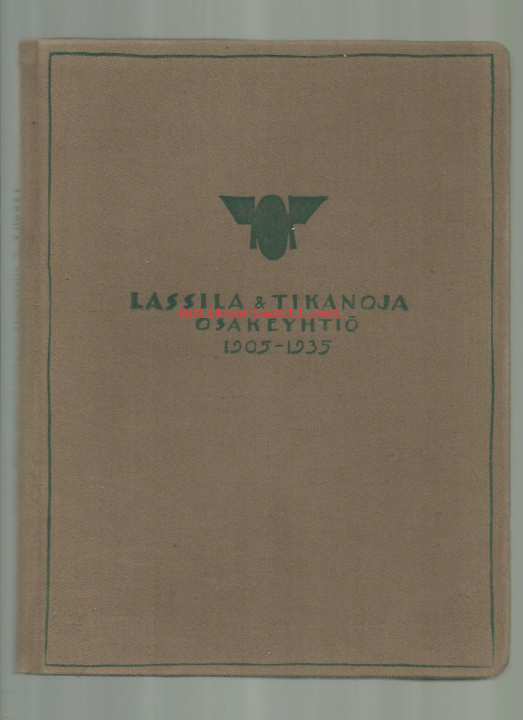 LASSILA & TIKANOJA
OSAKEYHTIÖ
1905-1935